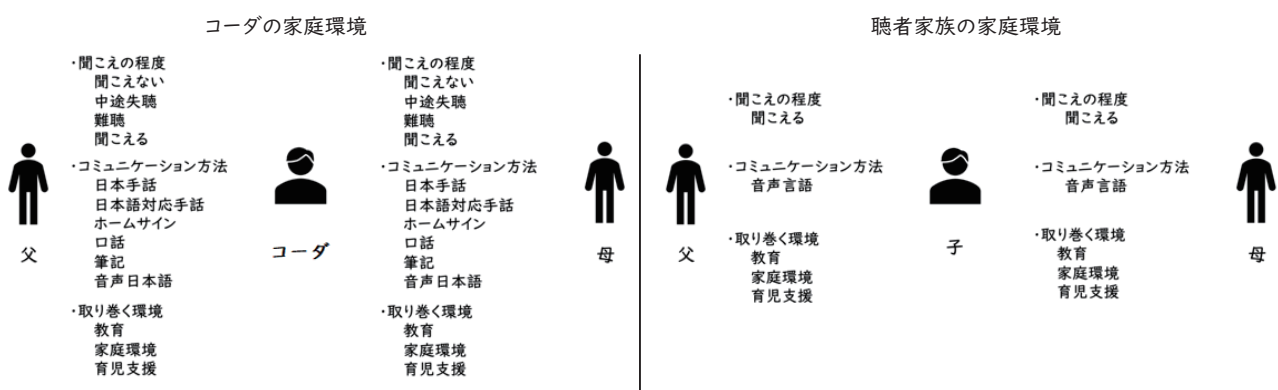 コーダの家庭環境
・聞こえの程度
聞こえない
中途失聴
難聴
聞こえる
・コミュニケーション方法
日本手話
日本語対応手話
ホームサイン
口話
筆記
音声日本語
・取り巻く環境
教育
家庭環境
育児支援
父
コーダ
・聞こえの程度
聞こえない
中途失聴
難聴
聞こえる
・コミュニケーション方法
日本手話
日本語対応手話
ホームサイン
口話
筆記
音声日本語
・取り巻く環境
教育
家庭環境
育児支援
母
聴者家族の家庭環境
・聞こえの程度
聞こえる
・コミュニケーション方法
音声言語
・取り巻く環境
教育
家庭環境
育児支援
父
子
・聞こえの程度
聞こえる
・コミュニケーション方法
音声言語
・取り巻く環境
教育
家庭環境
育児支援
母